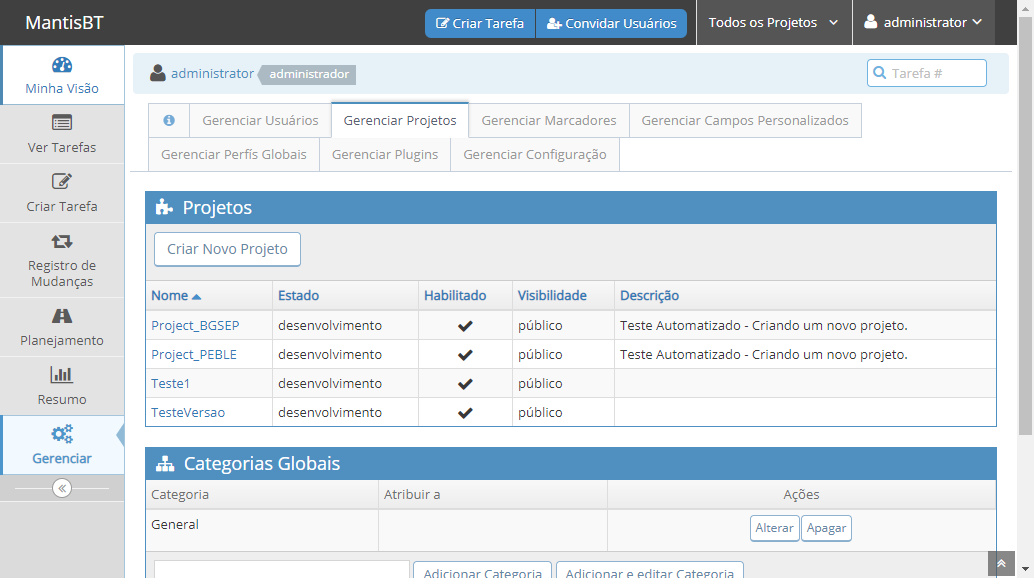 MantisBT
Criar Tarefa
Convidar Usuários
Todos os Projetos
administrator
Minha Visão
Ver Tarefas
Criar Tarefa
Registro de
Mudanças
Planejamento
Resumo
Gerenciar
administrator administrador
Tarefa #
Gerenciar Usuários Gerenciar Projetos Gerenciar Marcadores Gerenciar Campos Personalizados
Gerenciar Perfís Globais Gerenciar Plugins Gerenciar Configuração
Projetos
Criar Novo Projeto
Nome Estado Habilitado Visibilidade Descrição
Project_BGSEP desenvolvimento público Teste Automatizado - Criando um novo projeto.
Project_PEBLE desenvolvimento público Teste Automatizado - Criando um novo projeto.
Teste1 desenvolvimento público
TesteVersao desenvolvimento público
Categorias Globais
Categoria Atribuir a Ações
General Alterar Apagar
Adicionar Categoria Adicionar e editar Categoria